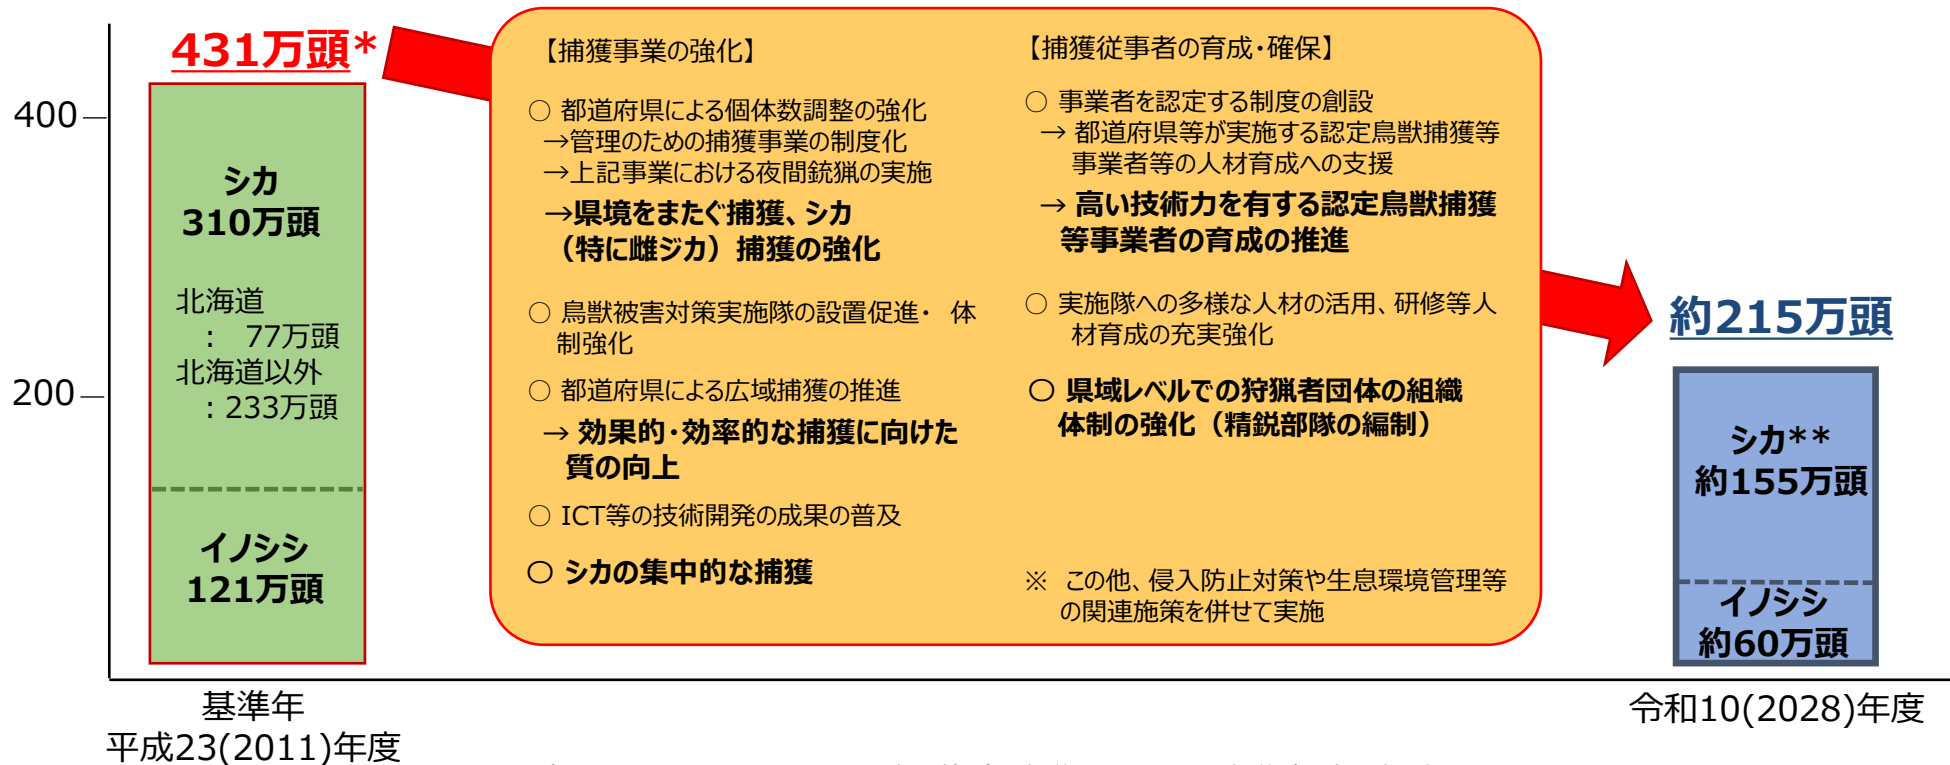 431万頭*
400
200
シカ
310万頭
北海道
： 77万頭
北海道以外
：233万頭
イノシシ
121万頭
基準年
平成23(2011)年度
【捕獲事業の強化】
○ 都道府県による個体数調整の強化
→管理のための捕獲事業の制度化
→上記事業における夜間銃猟の実施
→県境をまたぐ捕獲、シカ
（特に雌ジカ）捕獲の強化
○ 鳥獣被害対策実施隊の設置促進・ 体
制強化
○ 都道府県による広域捕獲の推進
→ 効果的・効率的な捕獲に向けた
質の向上
○ ICT等の技術開発の成果の普及
○ シカの集中的な捕獲
【捕獲従事者の育成・確保】
○ 事業者を認定する制度の創設
→ 都道府県等が実施する認定鳥獣捕獲等
事業者等の人材育成への支援
→ 高い技術力を有する認定鳥獣捕獲
等事業者の育成の推進
○ 実施隊への多様な人材の活用、研修等人
材育成の充実強化
○ 県域レベルでの狩猟者団体の組織
体制の強化（精鋭部隊の編制）
※ この他、侵入防止対策や生息環境管理等
の関連施策を併せて実施
約215万頭
シカ**
約155万頭
イノシシ
約60万頭
令和10(2028)年度